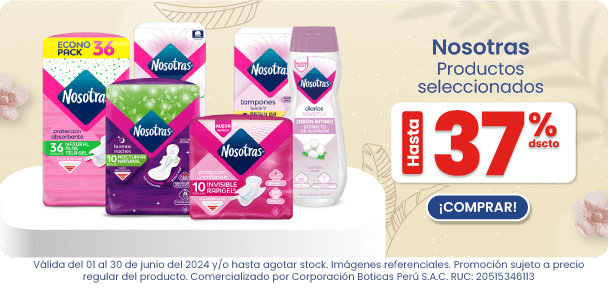 Nosotras
Productos
seleccionados
Hasta
37%
dscto
¡COMPRAR!
ECONO
PACK 36
Nosotras
protección
absorbente
36 NATURAL
Nosotras
buenas
noches
10 NOCTURNA
NATURAL
Nosotras
tampones
Nosotras
10 INVISIBLE
RAPIGEL
Nosotras
diarios
JABÓN ÍNTIMO
Válida del 01 al 30 de junio del 2024 y/o hasta agotar stock. Imágenes referenciales. Promoción sujeto a precio
regular del producto. Comercializado por Corporación Boticas Perú S.A.C. RUC: 20515346113